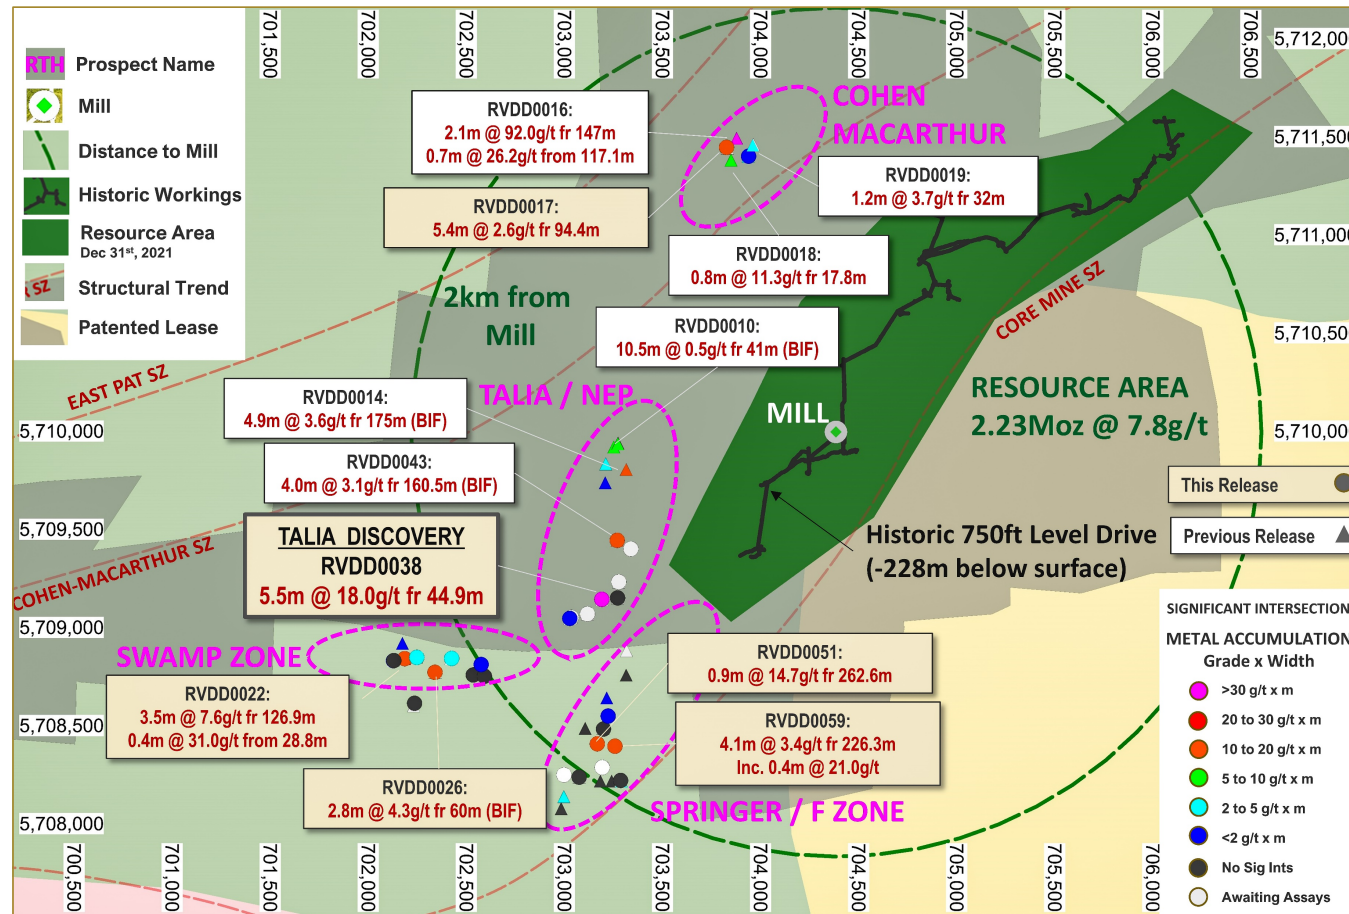 701,500
702,000
702,500
703,000
703,500
704,000
704,500
705,000
705,500
706,000
706,500
5,712,00
5,711,500
5,711,000
5,710,500
5,710,00
RTH Prospect Name
Mill
Distance to Mill
Historic Workings
Resource Area
Dec 31st, 2021
SZ Structural Trend
Patented Lease
COHEN
MACARTHUR
RVDD0016:
2.1m @ 92.0g/t fr 147m
0.7m @ 26.2g/t from 117.1m
RVDD0019:
1.2m @ 3.7g/t fr 32m
RVDD0017:
5.4m @ 2.6g/t fr 94.4m
RVDD0018:
0.8m @ 11.3g/t fr 17.8m
2km from
Mill
RVDD0010:
10.5m @ 0.5g/t fr 41m (BIF)
CORE MINE SZ
EAST PAT SZ
TALIA / NEP
RVDD0014:
4.9m @ 3.6g/t fr 175m (BIF)
MILL
RESOURCE AREA
2.23Moz @ 7.8g/t
5,710,000
RVDD0043:
4.0m @ 3.1g/t fr 160.5m (BIF)
This Release
Previous Release
5,709,500
TALIA DISCOVERY
RVDD0038
5.5m @ 18.0g/t fr 44.9m
Historic 750ft Level Drive
(-228m below surface)
COHEN-MACARTHUR SZ
5,709,000
SWAMP ZONE
RVDD0051:
0.9m @ 14.7g/t fr 262.6m
RVDD0022:
3.5m @ 7.6g/t fr 126.9m
0.4m @ 31.0g/t from 28.8m
RVDD0059:
4.1m @ 3.4g/t fr 226.3m
Inc. 0.4m @ 21.0g/t
5,708,500
RVDD0026:
2.8m @ 4.3g/t fr 60m (BIF)
SPRINGER / F ZONE
5,708,000
SIGNIFICANT INTERSECTION
METAL ACCUMULATION
Grade x Width
>30 g/t x m
20 to 30 g/t x m
10 to 20 g/t x m
5 to 10 g/t x m
2 to 5 g/t x m
<2 g/t x m
No Sig Ints
Awaiting Assays
700,500
701,000
701,500
702,000
702,500
703,000
703,500
704,000
704,500
705,000
705,500
706,000